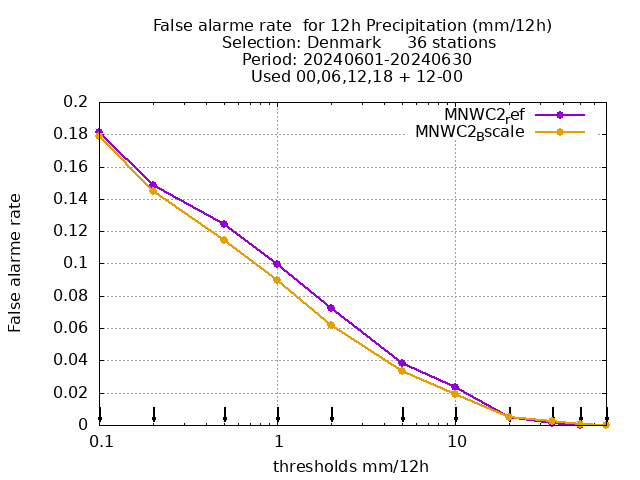 False alarme rate  for 12h Precipitation (mm/12h)
Selection: Denmark     36 stations
Period: 20240601-20240630
Used 00,06,12,18 + 12-00
MNWC2ref
MNWC2Bscale
0.2
0.18
0.16
0.14
0.12
0.1
0.08
0.06
0.04
0.02
0
False alarme rate
0.1
1
10
thresholds mm/12h